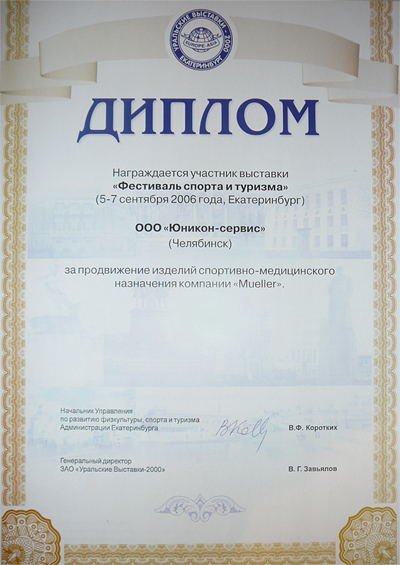 УРАЛЬСКИЕ ВЫСТАВКИ - 2000
EUROPE-ASIA
ЕКАТЕРИНБУРГ
ДИПЛОМ
Награждается участник выставки
«Фестиваль спорта и туризма»
(5-7 сентября 2006 года, Екатеринбург)
ООО «Юникон-сервис»
(Челябинск)
за продвижение изделий спортивно-медицинского
назначения компании «Mueller».
Начальник Управления
по развитию физкультуры, спорта и туризма
Администрации Екатеринбурга
В.Ф. Коротких
Генеральный директор
ЗАО «Уральские Выставки-2000»
В. Г. Завьялов